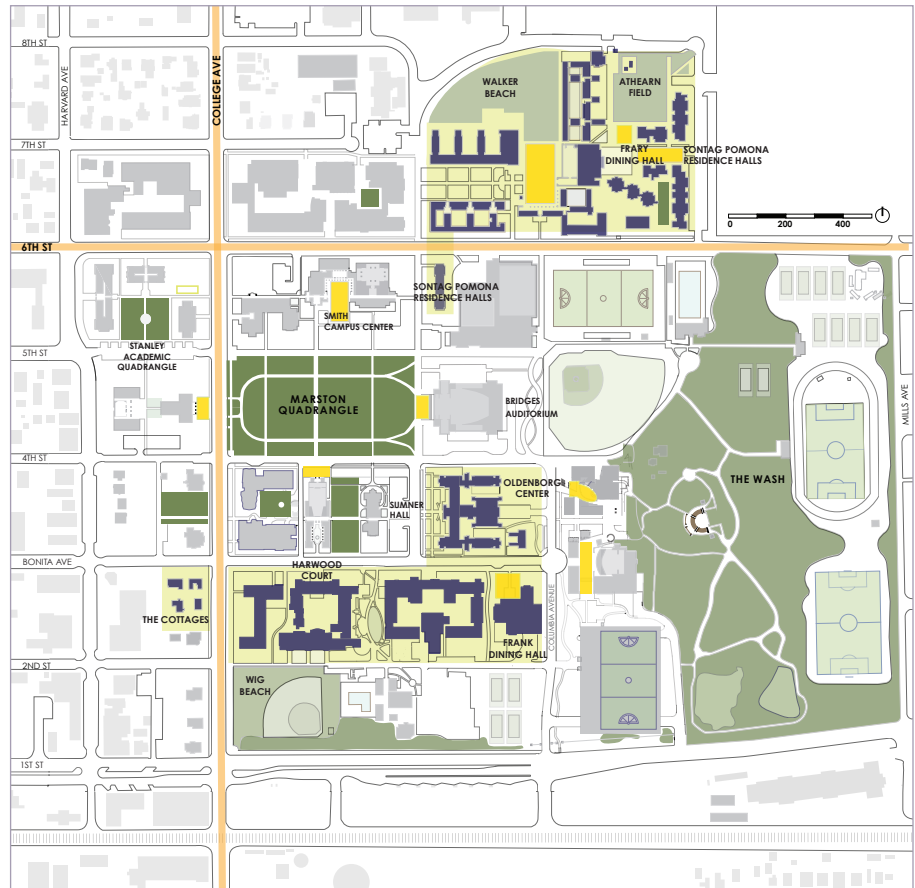 8TH ST
HARVARD AVE
COLLEGE AVE
WALKER
BEACH
ATHEARN
FIELD
7TH ST
FRARY
DINING HALL
SONTAG POMONA
RESIDENCE HALLS
0 200 400
6TH ST
SONTAG POMONA
RESIDENCE HALLS
SMITH
CAMPUS CENTER
STANLEY
ACADEMIC
QUADRANGLE
5TH ST
MARSTON
QUADRANGLE
BRIDGES
AUDITORIUM
MILLS AVE
4TH ST
OLDENBORG
CENTER
THE WASH
SUMNER
HALL
BONITA AVE
HARWOOD
COURT
THE COTTAGES
COLUMBIA AVENUE
FRANK
DINING HALL
2ND ST
WIG
BEACH
1ST ST